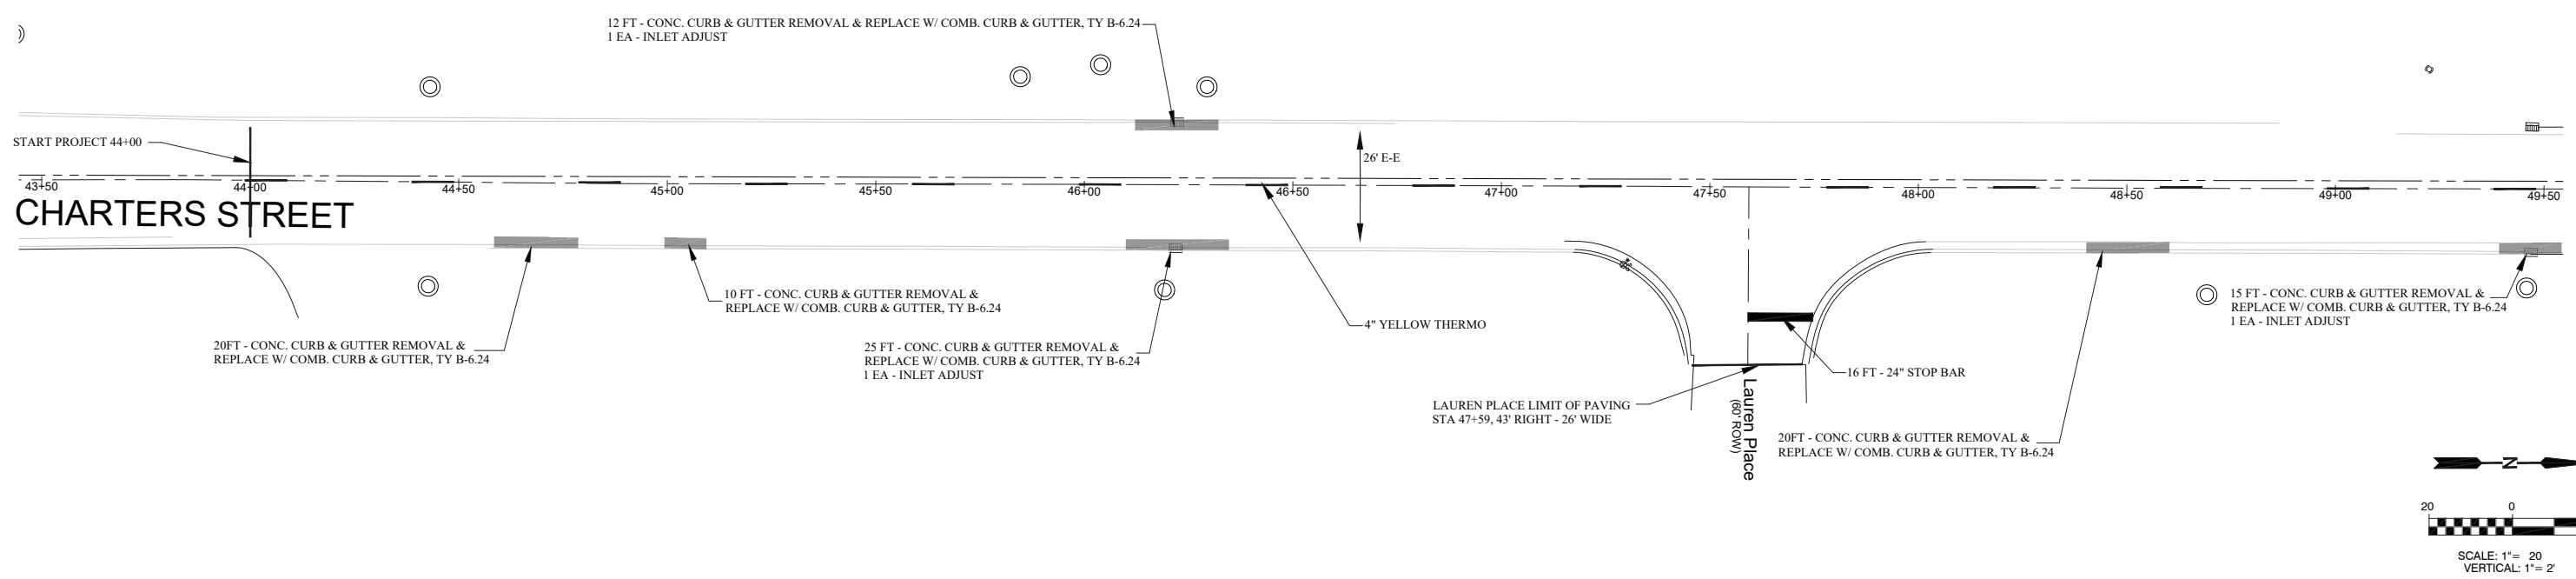 12 FT - CONC. CURB & GUTTER REMOVAL & REPLACE W/ COMB. CURB & GUTTER, TY B-6.24
1 EA - INLET ADJUST
START PROJECT 44+00
26' E-E
43+50
44+00
44+50
45+00
45+50
46+00
46+50
47+00
47+50
48+00
48+50
49+00
49+50
CHARTERS STREET
10 FT - CONC. CURB & GUTTER REMOVAL &
REPLACE W/ COMB. CURB & GUTTER, TY B-6.24
4" YELLOW THERMO
15 FT - CONC. CURB & GUTTER REMOVAL &
REPLACE W/ COMB. CURB & GUTTER, TY B-6.24
1 EA - INLET ADJUST
20FT - CONC. CURB & GUTTER REMOVAL &
REPLACE W/ COMB. CURB & GUTTER, TY B-6.24
25 FT - CONC. CURB & GUTTER REMOVAL &
REPLACE W/ COMB. CURB & GUTTER, TY B-6.24
1 EA - INLET ADJUST
16 FT - 24" STOP BAR
LAUREN PLACE LIMIT OF PAVING
STA 47+59, 43' RIGHT - 26' WIDE
Lauren Place
(60' ROW)
20FT - CONC. CURB & GUTTER REMOVAL &
REPLACE W/ COMB. CURB & GUTTER, TY B-6.24
N
20 0
SCALE: 1"= 20
VERTICAL: 1"= 2'